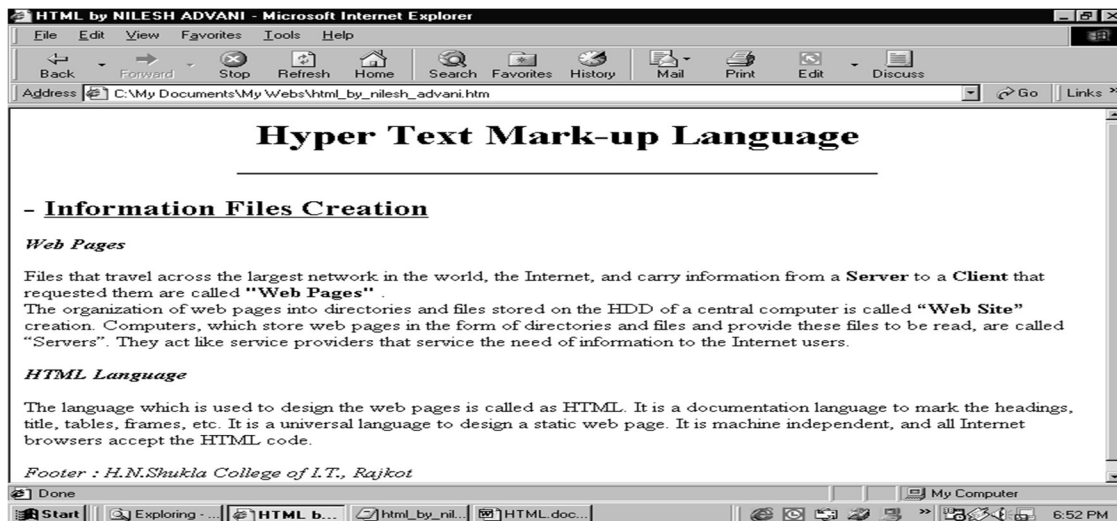 HTML by NILESH ADVANI - Microsoft Internet Explorer
File Edit View Favorites Tools Help
Back Forward Stop Refresh Home Search Favorites History Mail Print Edit Discuss
Address C:\My Documents\My Webs\html_by_nilesh_advani.htm Go Links »
Hyper Text Mark-up Language
- Information Files Creation
Web Pages
Files that travel across the largest network in the world, the Internet, and carry information from a Server to a Client that
requested them are called "Web Pages" .
The organization of web pages into directories and files stored on the HDD of a central computer is called “Web Site”
creation. Computers, which store web pages in the form of directories and files and provide these files to be read, are called
“Servers”. They act like service providers that service the need of information to the Internet users.
HTML Language
The language which is used to design the web pages is called as HTML. It is a documentation language to mark the headings,
title, tables, frames, etc. It is a universal language to design a static web page. It is machine independent, and all Internet
browsers accept the HTML code.
Footer : H.N.Shukla College of I.T., Rajkot
Done My Computer
Start Exploring - ... HTML b... html_by_nil... HTML.doc... » 6:52 PM